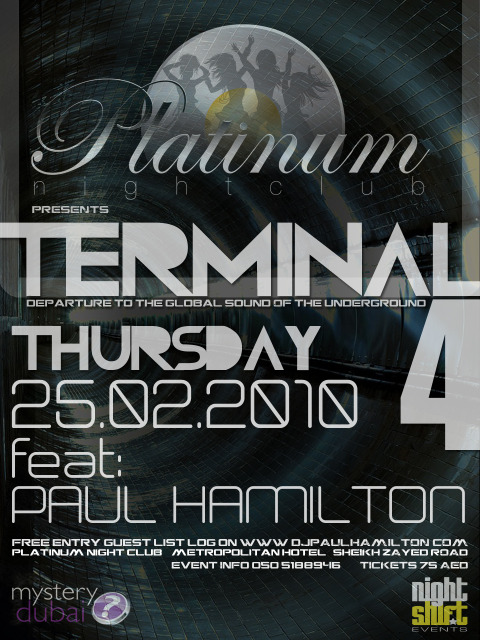 Platinum
nightclub
PRESENTS
TERMINAL
DEPARTURE TO THE GLOBAL SOUND OF THE UNDERGROUND
4
THURSDAY
25.02.2010
feat:
PAUL HAMILTON
FREE ENTRY GUEST LIST LOG ON WWW DJPAULHAMILTON COM
PLATINUM NIGHT CLUB METROPOLITAN HOTEL SHEIKH ZAYED ROAD
EVENT INFO 050 5188946 TICKETS 75 AED
mystery
dubai ?
night
shift
EVENTS